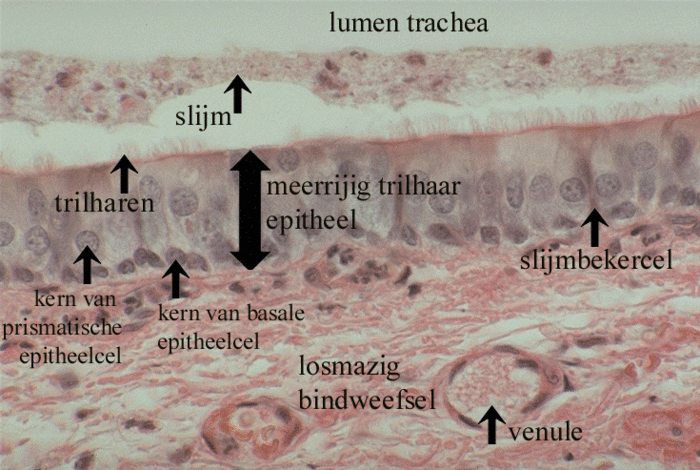 lumen trachea
slijm
trilharen
meerrijig trilhaar
epitheel
slijmbekercel
kern van
prismatische
epitheelcel
kern van basale
epitheelcel
losmazig
bindweefsel
venule